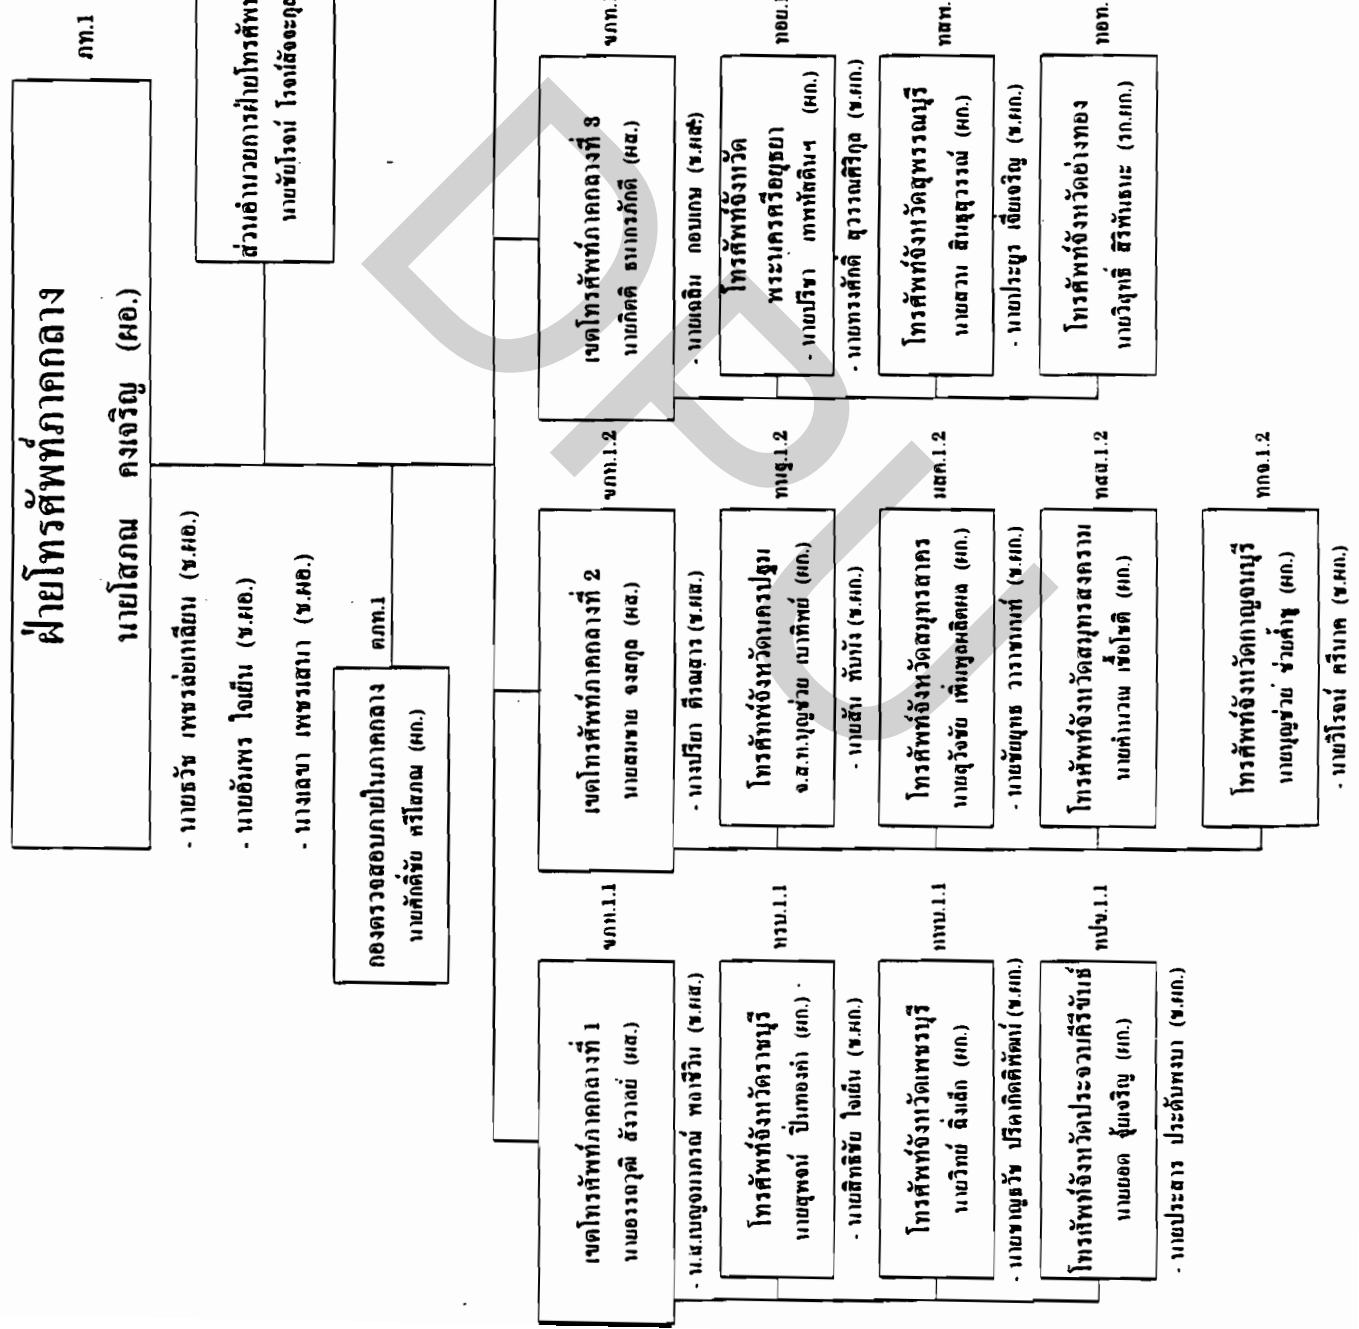 ภท.1
ฝ่ายโทรศัพท์ภาคกลาง
นายโสภณ คงเจริญ (ผอ.)
- นายธวัช เพชรล่อเหลียน (ช.ผอ.)
- นายอัมพร ใจเย็น (ช.ผอ.)
- นางเลขา เพชรเสนา (ช.ผอ.)
ส่วนอำนวยการฝ่ายโทรศัพท
นายชัยโรจน์
ตภท.1
กองตรวจสอบภายในภาคกลาง
นายศักดิ์ชัย ศรีโสภณ (ผก.)
ขภท.1.1
เขตโทรศัพท์ภาคกลางที่ 1
นายอรรถวุฒิ สังวาลย์ (ผส.)
- น.ส.เบญจมาภรณ์ พลาชีวิน (ช.ผส.)
ทรบ.1.1
โทรศัพท์จังหวัดราชบุรี
นายสุพจน์ ปิ่นทองคำ (ผก.)
- นายสิทธิชัย ใจเย็น (ช.ผก.)
ทพบ.1.1
โทรศัพท์จังหวัดเพชรบุรี
นายวิทย์ ฉิ่งเล็ก (ผก.)
- นายชาญธวัช ปรีดากิตติพัฒน์ (ช.ผก.)
ทปข.1.1
โทรศัพท์จังหวัดประจวบคีรีขันธ์
นายยอด จุ้ยเจริญ (ผก.)
- นายประสาร ประดับพงษา (ช.ผก.)
ขภท.1.2
เขตโทรศัพท์ภาคกลางที่ 2
นายสมชาย จงสกุล (ผส.)
- นางปรียา ตีวณสาร (ช.ผส.)
ทนฐ.1.2
โทรศัพท์จังหวัดนครปฐม
จ.ส.ท.บุญช่วย เบาทิพย์ (ผก.)
- นายสัน ทับพัง (ช.ผก.)
มสค.1.2
โทรศัพท์จังหวัดสมุทรสาคร
นายสุวังชัย เพิ่มพูลผลิตผล (ผก.)
- นายชัยยุทธ วาราชนนท์ (ช.ผก.)
ทสส.1.2
โทรศัพท์จังหวัดสมุทรสงคราม
นายคำนวณ เชื้อโชติ (ผก.)
ทกจ.1.2
โทรศัพท์จังหวัดกาญจนบุรี
นายบุญช่วย ช่วยค้ำชู (ผก.)
- นายวิโรจน์ ศรีนาค (ช.ผก.)
ขภท.
เขตโทรศัพท์ภาคกลางที่ 3
นายกิตติ ธนากรภักดี (ผส.)
- นายเฉลิม กอบเกษ (ช.ผส.)
ทอย.
โทรศัพท์จังหวัด
พระนครศรีอยุธยา
- นายปรีชา เทพหัสดินฯ (ผก.)
- นายทรงศักดิ์ สุวรรณศิริกุล (ช.ผก.)
ทสพ.
โทรศัพท์จังหวัดสุพรรณบุรี
นายสวน สินธุสุวรรณ์ (ผก.)
- นายประยูร เจี่ยเจริญ (ช.ผก.)
ทอท.
โทรศัพท์จังหวัดอ่างทอง
นายวิสุทธิ์ สิริพันธนะ (รก.ผก.)
DPU